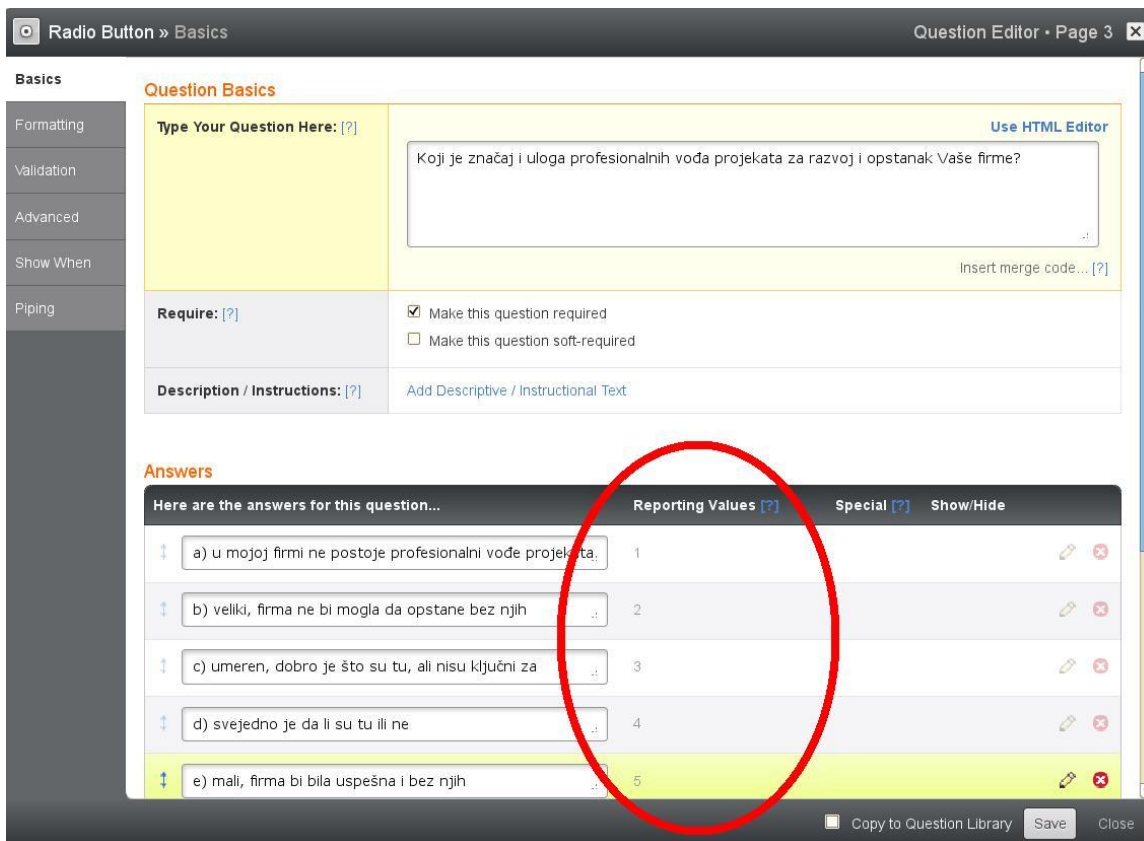 Radio Button » Basics
Question Editor • Page 3
Basics
Formatting
Validation
Advanced
Show When
Piping
Question Basics
Type Your Question Here: [?]
Use HTML Editor
Koji je značaj i uloga profesionalnih vođa projekata za razvoj i opstanak Vaše firme?
Insert merge code... [?]
Require: [?]
Make this question required
Make this question soft-required
Description / Instructions: [?]
Add Descriptive / Instructional Text
Answers
Here are the answers for this question... Reporting Values [?] Special [?] Show/Hide
a) u mojoj firmi ne postoje profesionalni vođe projekata. 1
b) veliki, firma ne bi mogla da opstane bez njih 2
c) umeren, dobro je što su tu, ali nisu ključni za 3
d) svejedno je da li su tu ili ne 4
e) mali, firma bi bila uspešna i bez njih 5
Copy to Question Library Save Close